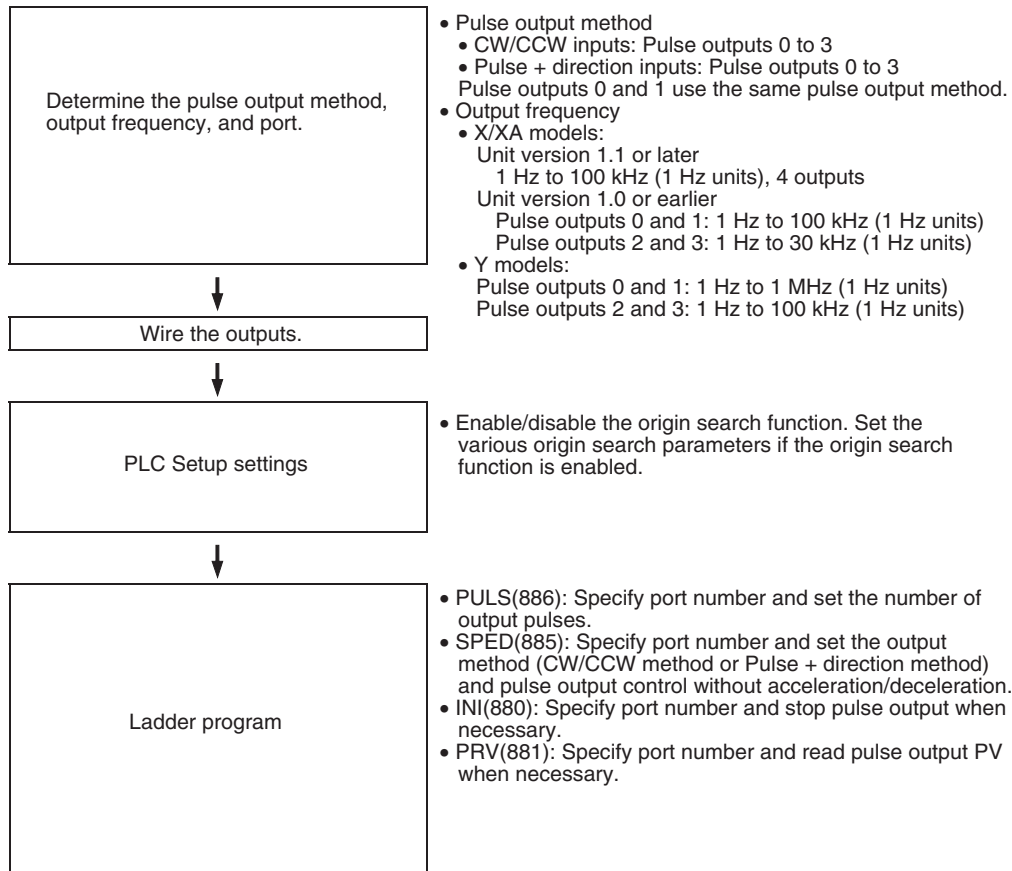 Determine the pulse output method,
output frequency, and port.
• Pulse output method
• CW/CCW inputs: Pulse outputs 0 to 3
• Pulse + direction inputs: Pulse outputs 0 to 3
Pulse outputs 0 and 1 use the same pulse output method.
• Output frequency
• X/XA models:
Unit version 1.1 or later
1 Hz to 100 kHz (1 Hz units), 4 outputs
Unit version 1.0 or earlier
Pulse outputs 0 and 1: 1 Hz to 100 kHz (1 Hz units)
Pulse outputs 2 and 3: 1 Hz to 30 kHz (1 Hz units)
• Y models:
Pulse outputs 0 and 1: 1 Hz to 1 MHz (1 Hz units)
Pulse outputs 2 and 3: 1 Hz to 100 kHz (1 Hz units)
Wire the outputs.
PLC Setup settings
• Enable/disable the origin search function. Set the
various origin search parameters if the origin search
function is enabled.
Ladder program
• PULS(886): Specify port number and set the number of
output pulses.
• SPED(885): Specify port number and set the output
method (CW/CCW method or Pulse + direction method)
and pulse output control without acceleration/deceleration.
• INI(880): Specify port number and stop pulse output when
necessary.
• PRV(881): Specify port number and read pulse output PV
when necessary.